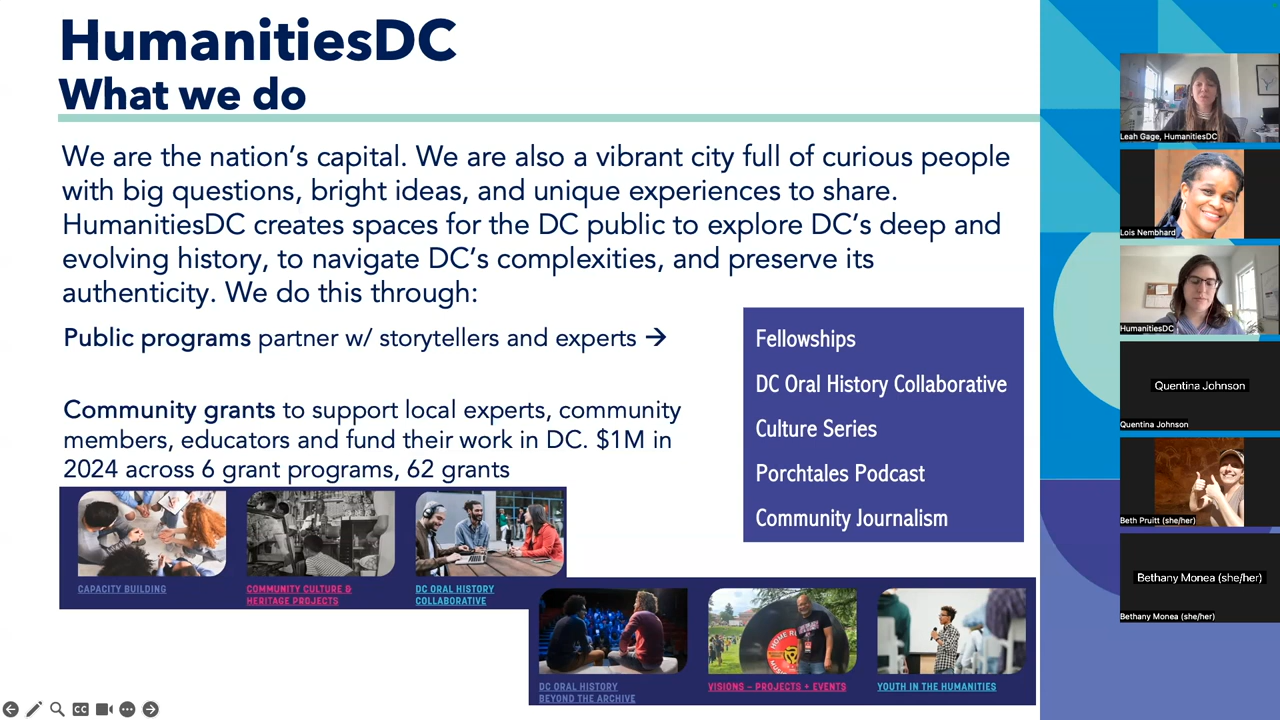 HumanitiesDC
What we do
We are the nation’s capital. We are also a vibrant city full of curious people
with big questions, bright ideas, and unique experiences to share.
HumanitiesDC creates spaces for the DC public to explore DC’s deep and
evolving history, to navigate DC’s complexities, and preserve its
authenticity. We do this through:
Public programs partner w/ storytellers and experts →
Community grants to support local experts, community
members, educators and fund their work in DC. $1M in
2024 across 6 grant programs, 62 grants
Fellowships
DC Oral History Collaborative
Culture Series
Porchtales Podcast
Community Journalism
CAPACITY BUILDING
COMMUNITY CULTURE &
HERITAGE PROJECTS
DC ORAL HISTORY
COLLABORATIVE
DC ORAL HISTORY
BEYOND THE ARCHIVE
VISIONS – PROJECTS + EVENTS
YOUTH IN THE HUMANITIES
Leah Gage, HumanitiesDC
Lois Nembhard
HumanitiesDC
Quentina Johnson
Quentina Johnson
Beth Pruitt (she/her)
Bethany Monea (she/her)
Bethany Monea (she/her)
CC